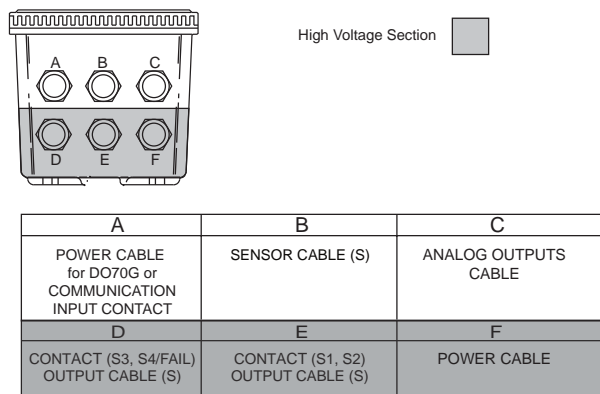 High Voltage Section
A B C
D E F
A B C
POWER CABLE
for DO70G or
COMMUNICATION
INPUT CONTACT
SENSOR CABLE (S)
ANALOG OUTPUTS
CABLE
D E F
CONTACT (S3, S4/FAIL)
OUTPUT CABLE (S)
CONTACT (S1, S2)
OUTPUT CABLE (S)
POWER CABLE